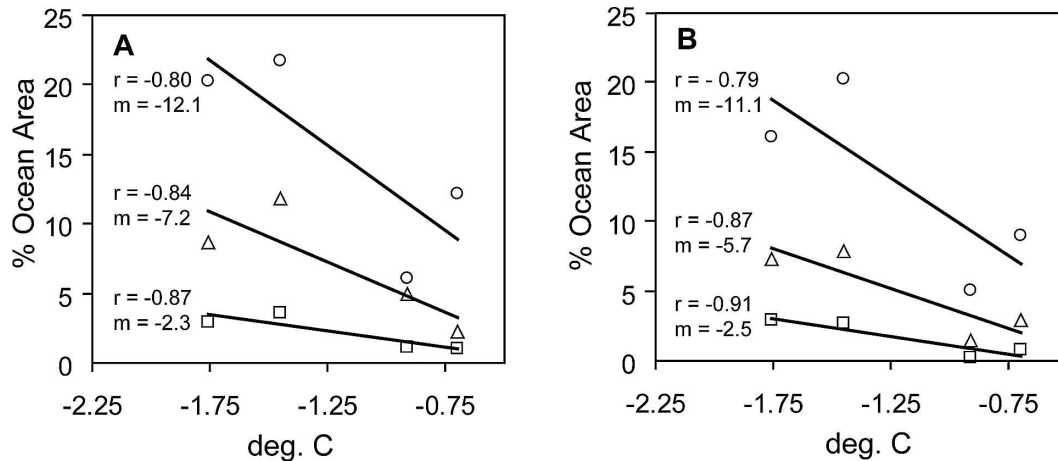 A
25
20
15
10
5
0
% Ocean Area
r = -0.80
m = -12.1
r = -0.84
m = -7.2
r = -0.87
m = -2.3
-2.25 -1.75 -1.25 -0.75
deg. C
B
25
20
15
10
5
0
% Ocean Area
r = - 0.79
m = -11.1
r = -0.87
m = -5.7
r = -0.91
m = -2.5
-2.25 -1.75 -1.25 -0.75
deg. C